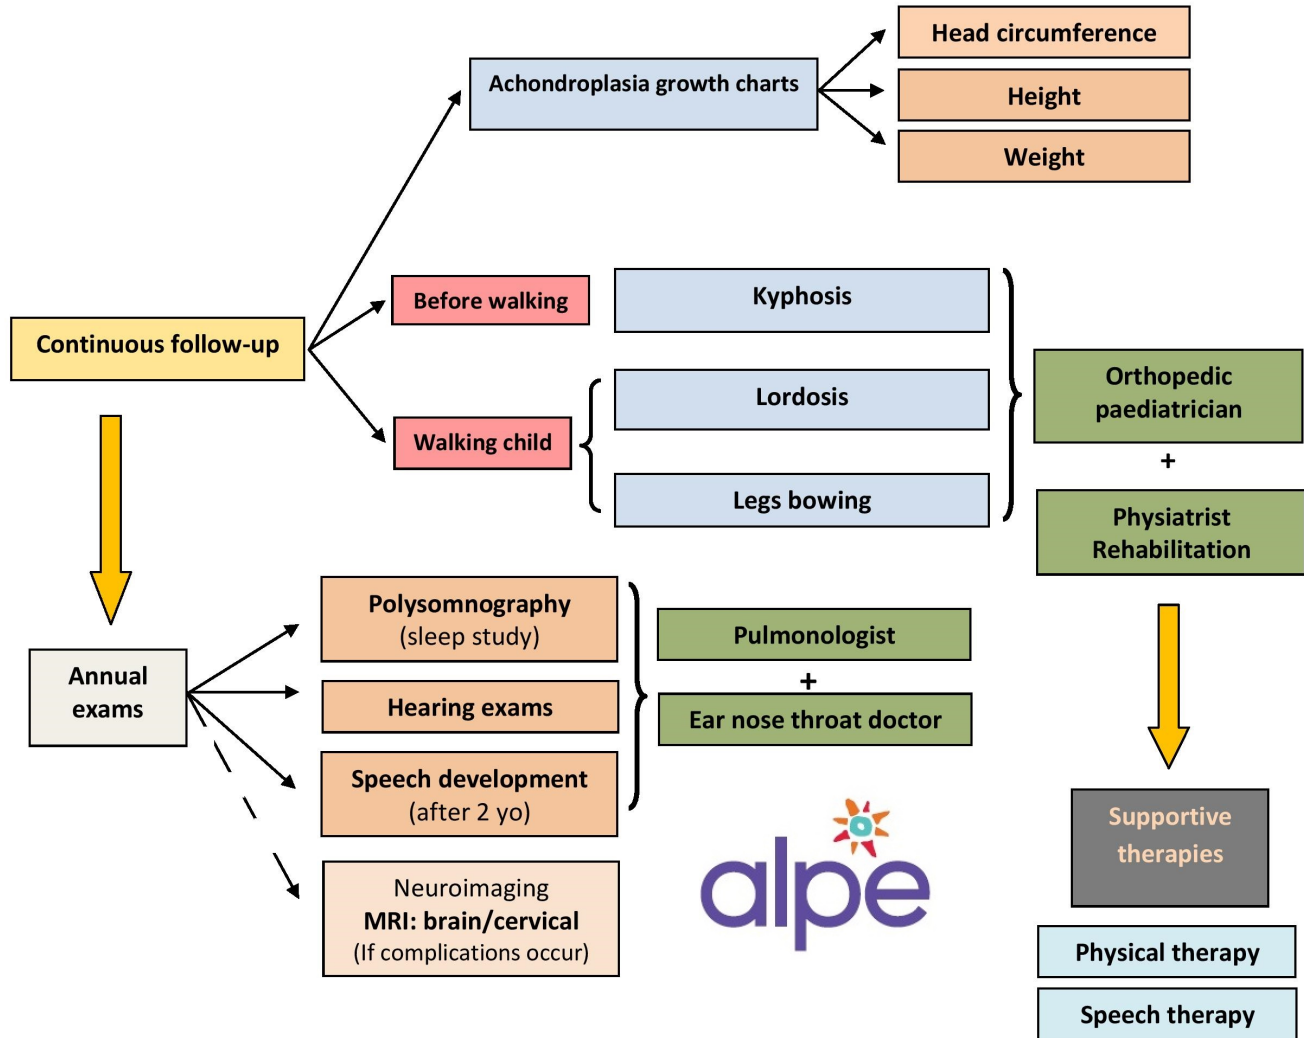 Head circumference
Achondroplasia growth charts
Height
Weight
Before walking
Kyphosis
Continuous follow-up
Lordosis
Walking child
Legs bowing
Orthopedic
paediatrician
+
Physiatrist
Rehabilitation
Annual
exams
Polysomnography
(sleep study)
Hearing exams
Speech development
(after 2 yo)
Neuroimaging
MRI: brain/cervical
(If complications occur)
Pulmonologist
+
Ear nose throat doctor
alpe
Supportive
therapies
Physical therapy
Speech therapy